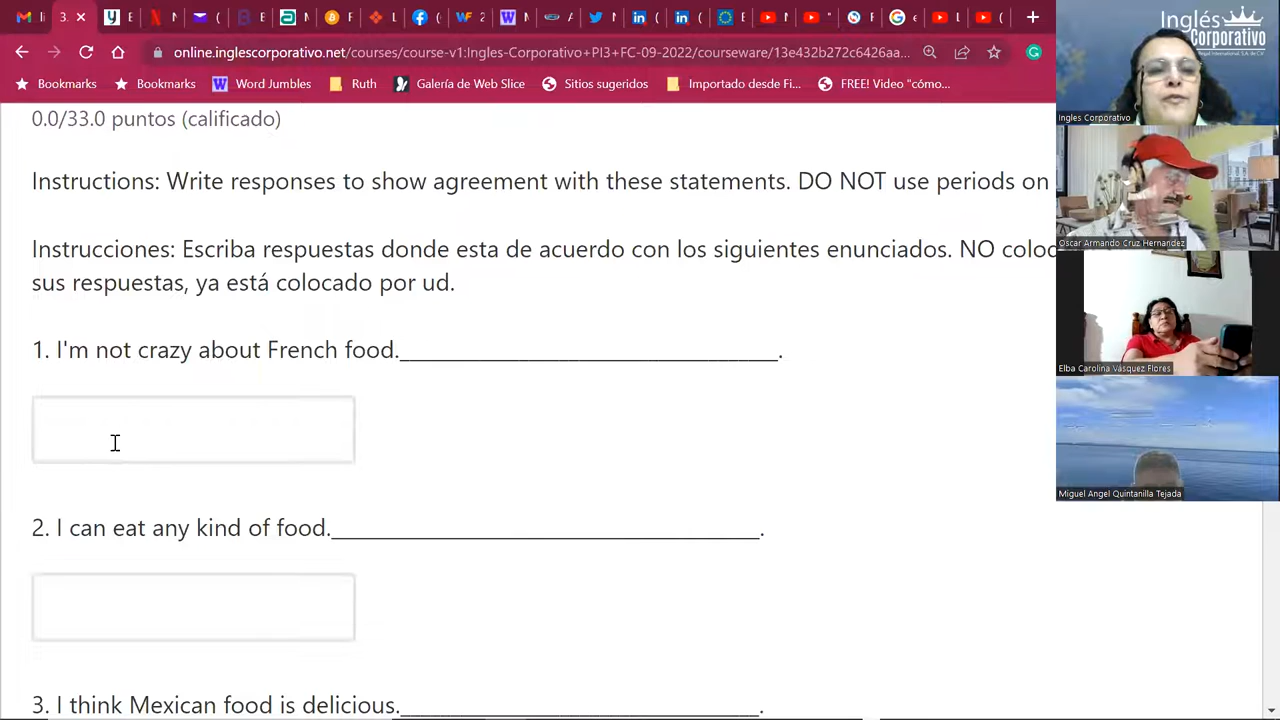 3.
online.inglescorporativo.net/courses/course-v1:Ingles-Corporativo+PI3+FC-09-2022/courseware/13e432b272c6426aa...
Bookmarks Bookmarks Word Jumbles Ruth Galería de Web Slice Sitios sugeridos Importado desde Fi... FREE! Video "cómo...
0.0/33.0 puntos (calificado)
Instructions: Write responses to show agreement with these statements. DO NOT use periods on
Instrucciones: Escriba respuestas donde esta de acuerdo con los siguientes enunciados. NO coloc
sus respuestas, ya está colocado por ud.
1. I'm not crazy about French food.___________________________________.
2. I can eat any kind of food.________________________________________.
3. I think Mexican food is delicious._________________________________.
Inglés
Corporativo
Ingles Corporativo
Oscar Armando Cruz Hernandez
Elba Carolina Vásquez Flores
Miguel Angel Quintanilla Tejada